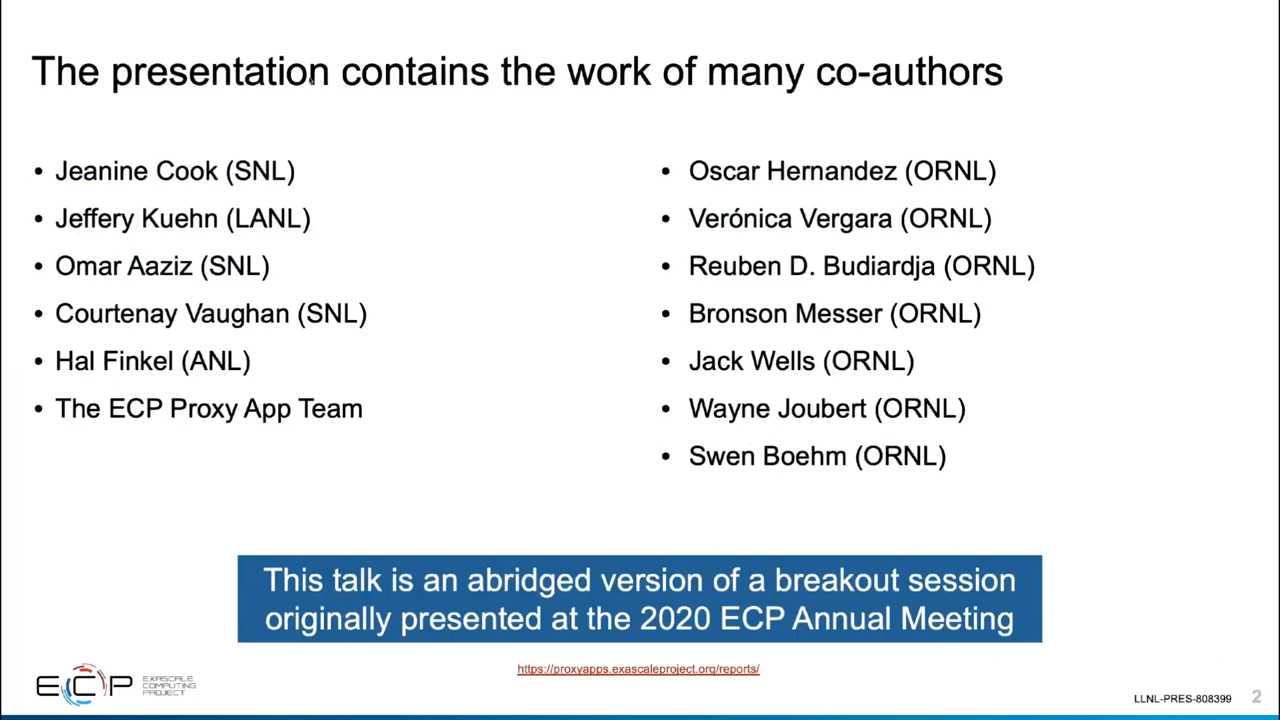 The presentation contains the work of many co-authors
• Jeanine Cook (SNL)
• Jeffery Kuehn (LANL)
• Omar Aaziz (SNL)
• Courtenay Vaughan (SNL)
• Hal Finkel (ANL)
• The ECP Proxy App Team
• Oscar Hernandez (ORNL)
• Verónica Vergara (ORNL)
• Reuben D. Budiardja (ORNL)
• Bronson Messer (ORNL)
• Jack Wells (ORNL)
• Wayne Joubert (ORNL)
• Swen Boehm (ORNL)
This talk is an abridged version of a breakout session
originally presented at the 2020 ECP Annual Meeting
https://proxyapps.exascaleproject.org/reports/
ECP
EXASCALE
COMPUTING
PROJECT
LLNL-PRES-808399
2